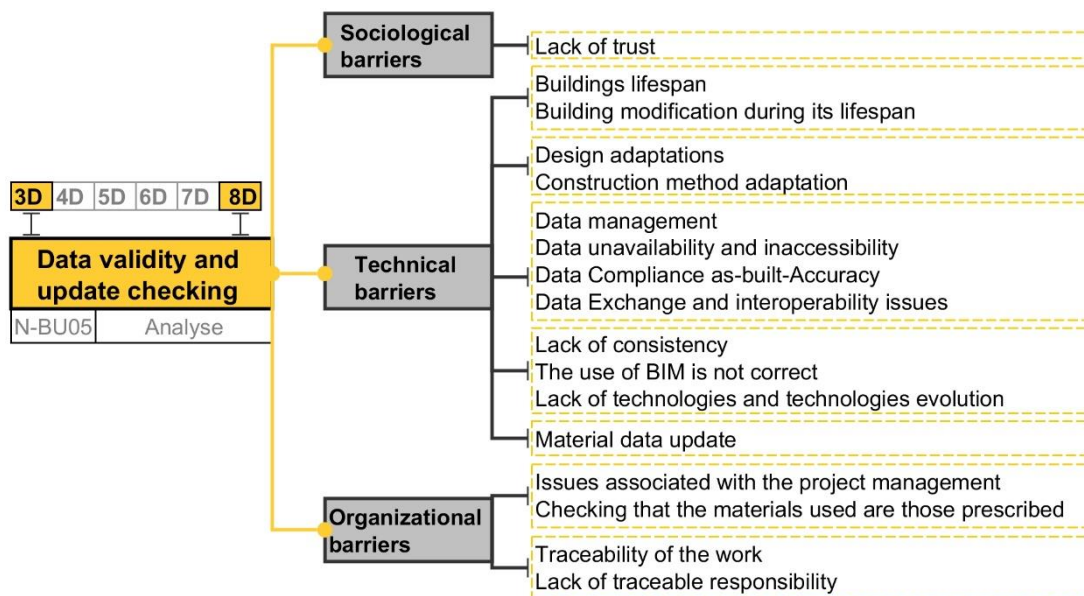 Sociological
barriers
Lack of trust
Buildings lifespan
Building modification during its lifespan
Design adaptations
Construction method adaptation
3D 4D 5D 6D 7D 8D
Data validity and
update checking
N-BU05 Analyse
Technical
barriers
Data management
Data unavailability and inaccessibility
Data Compliance as-built-Accuracy
Data Exchange and interoperability issues
Lack of consistency
The use of BIM is not correct
Lack of technologies and technologies evolution
Material data update
Organizational
barriers
Issues associated with the project management
Checking that the materials used are those prescribed
Traceability of the work
Lack of traceable responsibility